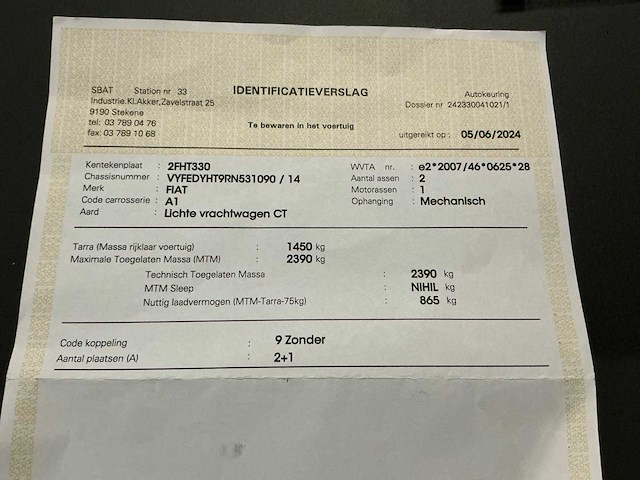 IDENTIFICATIEVERSLAG
SBAT Station nr 33
Industrie.Kl.Akker,Zavelstraat 25
9190 Stekene
tel: 03 789 04 76
fax: 03 789 10 68
Te bewaren in het voertuig
Autokeuring
Dossier nr 242330041021/1
uitgereikt op : 05/06/2024
Kentekenplaat : 2FHT330
Chassisnummer : VYFEDYHT9RN531090 / 14
Merk : FIAT
Code carrosserie : A1
Aard : Lichte vrachtwagen CT
WVTA nr. : e2*2007/46*0625*28
Aantal assen : 2
Motorassen : 1
Ophanging : Mechanisch
Tarra (Massa rijklaar voertuig) : 1450 kg
Maximale Toegelaten Massa (MTM) : 2390 kg
Technisch Toegelaten Massa : 2390 kg
MTM Sleep : NIHIL kg
Nuttig laadvermogen (MTM-Tarra-75kg) : 865 kg
Code koppeling : 9 Zonder
Aantal plaatsen (A) : 2+1